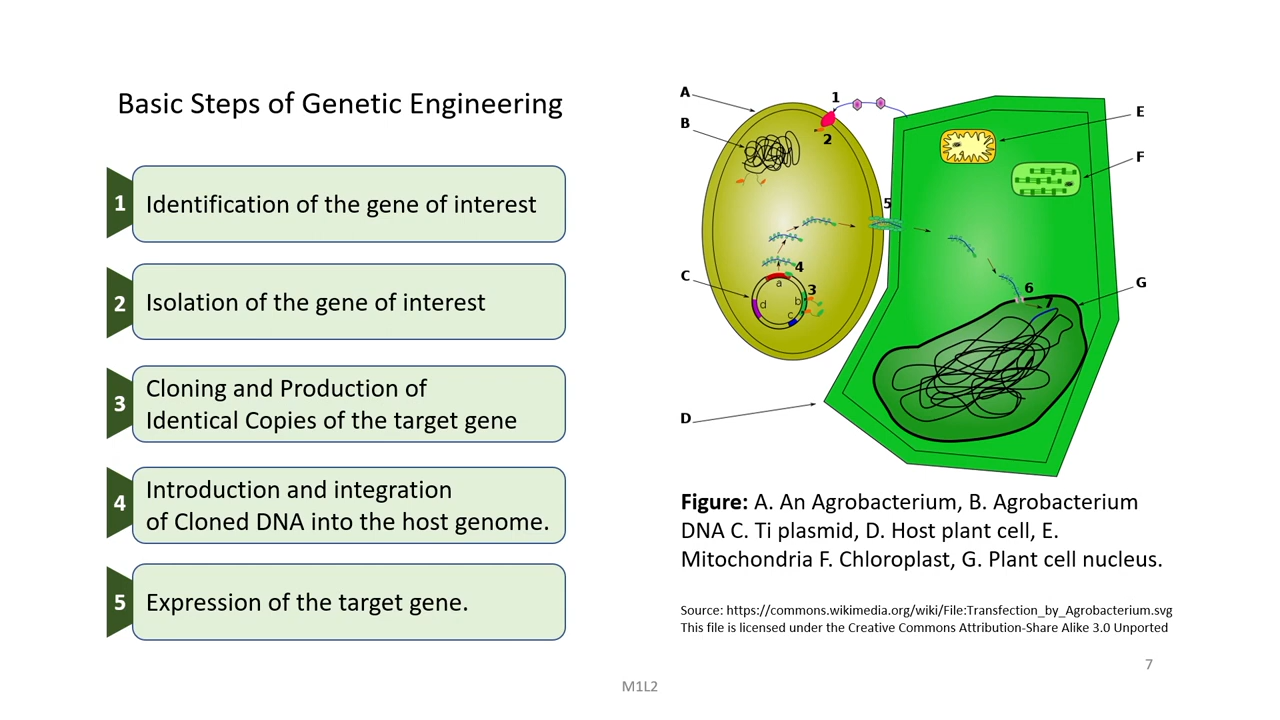 Basic Steps of Genetic Engineering
1
Identification of the gene of interest
2
Isolation of the gene of interest
3
Cloning and Production of
Identical Copies of the target gene
4
Introduction and integration
of Cloned DNA into the host genome.
5
Expression of the target gene.
A
B
C
D
E
F
G
1
2
3
4
5
6
7
a
b
c
d
Figure: A. An Agrobacterium, B. Agrobacterium
DNA C. Ti plasmid, D. Host plant cell, E.
Mitochondria F. Chloroplast, G. Plant cell nucleus.
Source: https://commons.wikimedia.org/wiki/File:Transfection_by_Agrobacterium.svg
This file is licensed under the Creative Commons Attribution-Share Alike 3.0 Unported
7
M1L2